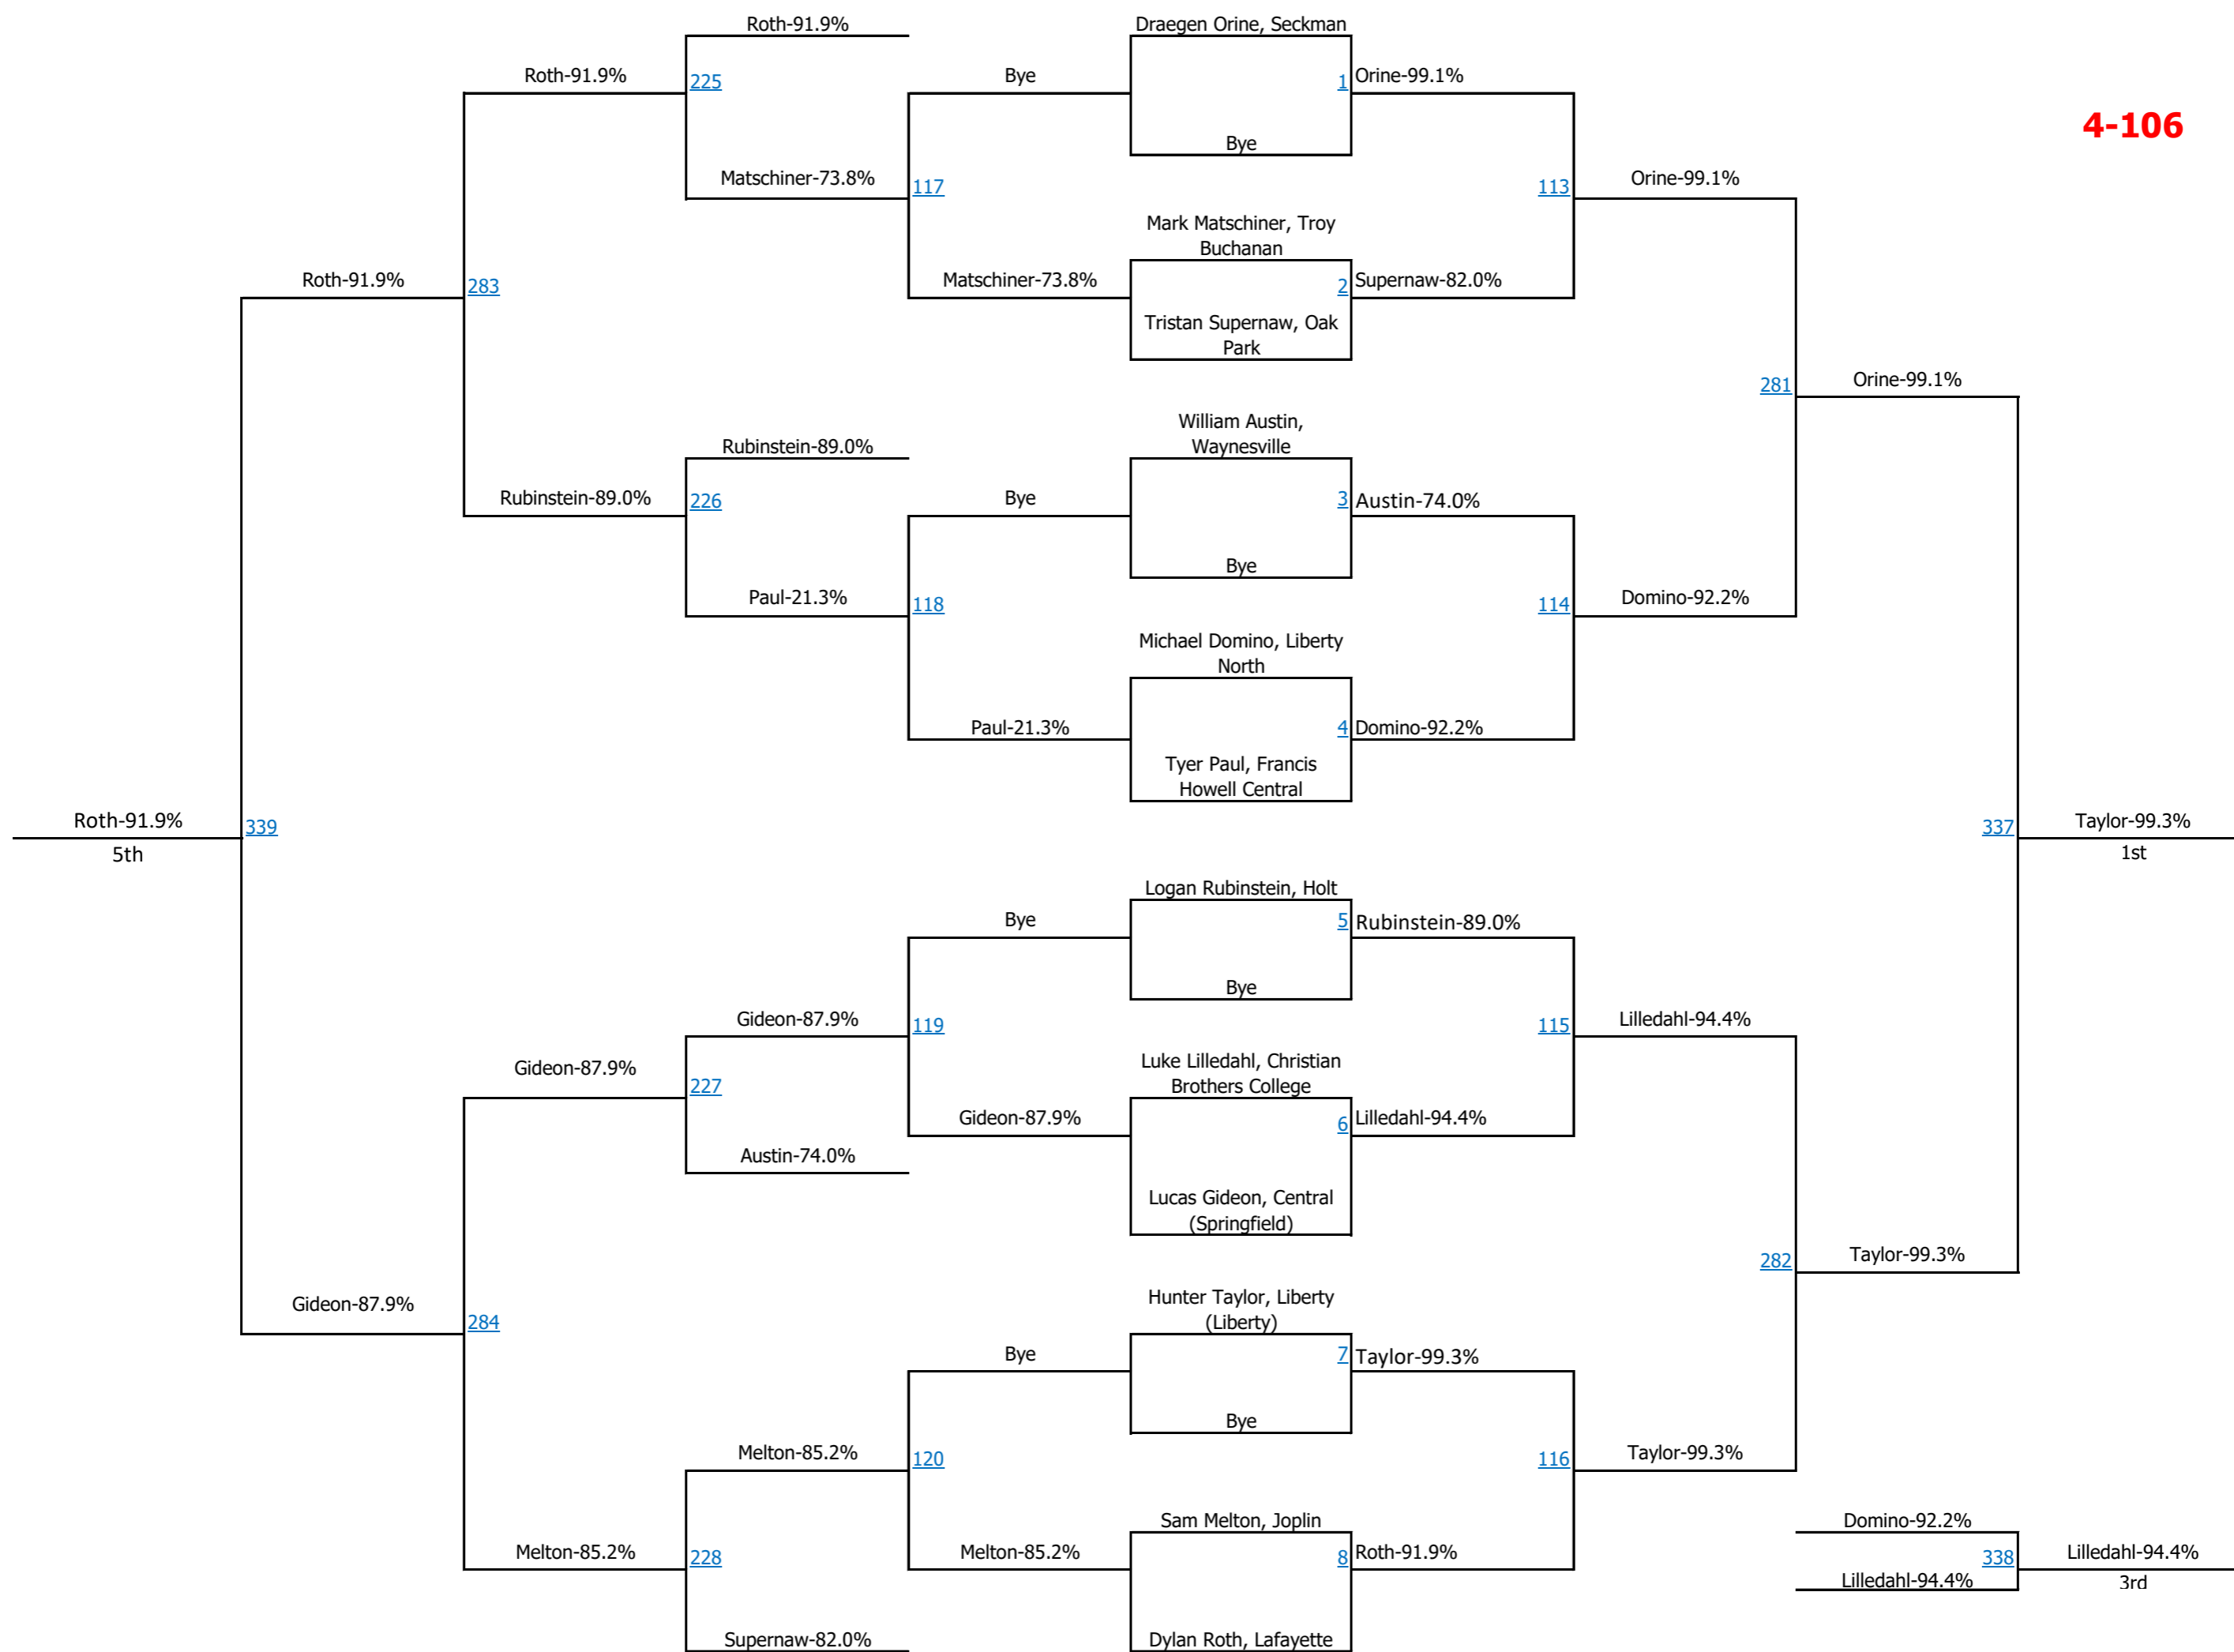 Roth-91.9%
Draegen Orine, Seckman
Roth-91.9%
225
Bye
1
Orine-99.1%
4-106
Bye
Matschiner-73.8%
117
113
Orine-99.1%
Mark Matschiner, Troy
Buchanan
Roth-91.9%
283
Matschiner-73.8%
2
Supernaw-82.0%
Tristan Supernaw, Oak
Park
281
Orine-99.1%
William Austin,
Waynesville
Rubinstein-89.0%
Rubinstein-89.0%
226
Bye
3
Austin-74.0%
Bye
Paul-21.3%
118
114
Domino-92.2%
Michael Domino, Liberty
North
Paul-21.3%
4
Domino-92.2%
Tyer Paul, Francis
Howell Central
Roth-91.9%
339
337
Taylor-99.3%
5th
1st
Logan Rubinstein, Holt
Bye
5
Rubinstein-89.0%
Bye
Gideon-87.9%
119
115
Lilledahl-94.4%
Gideon-87.9%
227
Luke Lilledahl, Christian
Brothers College
Gideon-87.9%
6
Lilledahl-94.4%
Austin-74.0%
Lucas Gideon, Central
(Springfield)
282
Taylor-99.3%
Gideon-87.9%
284
Hunter Taylor, Liberty
(Liberty)
Bye
7
Taylor-99.3%
Bye
Melton-85.2%
120
116
Taylor-99.3%
Sam Melton, Joplin
Domino-92.2%
Melton-85.2%
228
Melton-85.2%
8
Roth-91.9%
338
Lilledahl-94.4%
Lilledahl-94.4%
3rd
Supernaw-82.0%
Dylan Roth, Lafayette